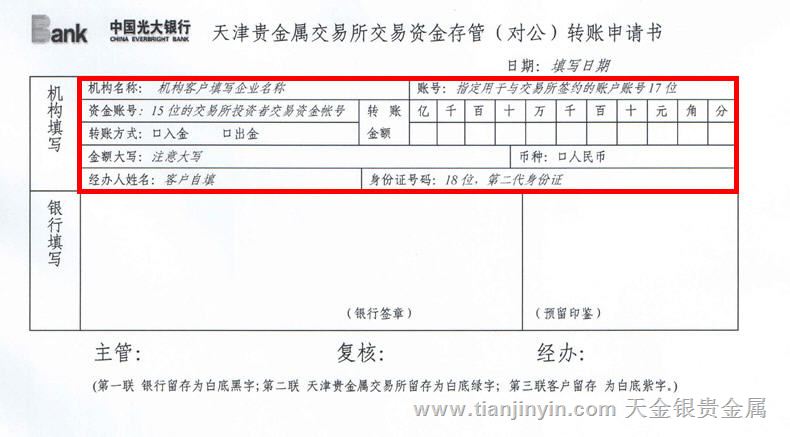 Bank 中国光大银行 CHINA EVERBRIGHT BANK 天津贵金属交易所交易资金存管（对公）转账申请书
日期：填写日期
机构填写
机构名称： 机构客户填写企业名称 账号：指定用于与交易所签约的账户账号17位
资金账号：15位的交易所投资者交易资金帐号 转账金额 亿 千 百 十 万 千 百 十 元 角 分
转账方式：□入金 □出金
金额大写：注意大写 币种：□人民币
经办人姓名：客户自填 身份证号码：18位，第二代身份证
银行填写
（银行签章） （预留印鉴）
主管： 复核： 经办：
(第一联 银行留存为白底黑字；第二联 天津贵金属交易所留存为白底绿字；第三联客户留存 为白底紫字。)
www.tianjinyin.com 天金银贵金属